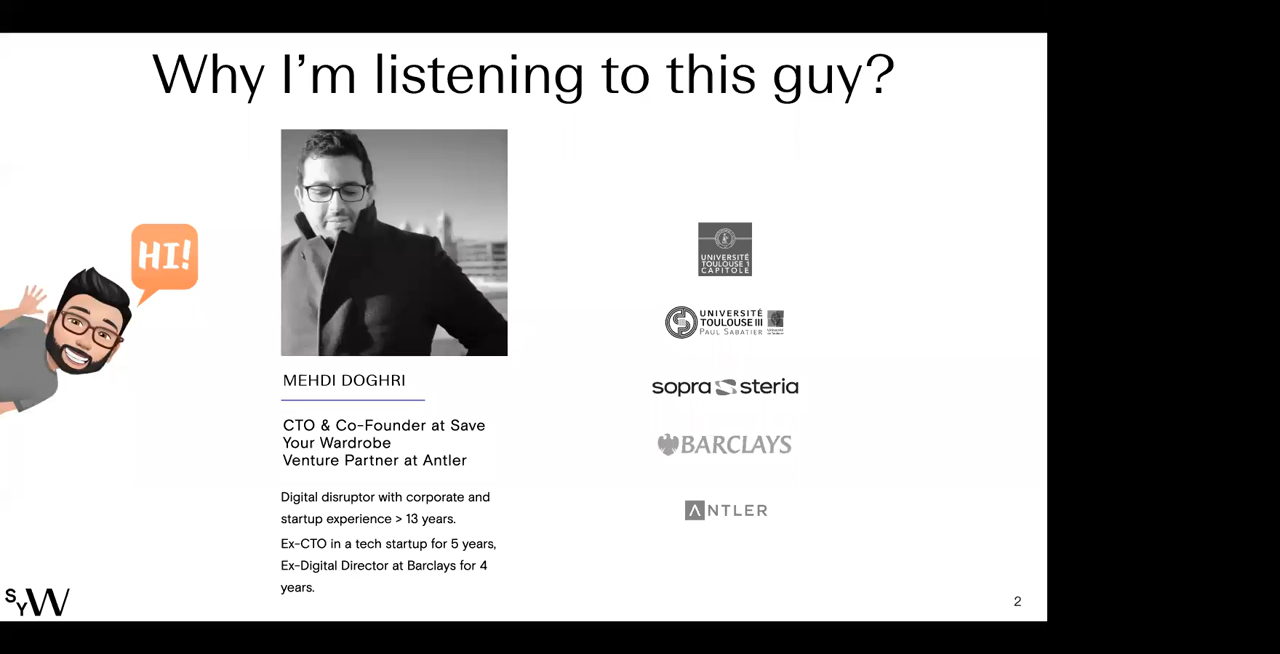 Why I'm listening to this guy?
HI!
MEHDI DOGHRI
CTO & Co-Founder at Save
Your Wardrobe
Venture Partner at Antler
Digital disruptor with corporate and
startup experience > 13 years.
Ex-CTO in a tech startup for 5 years,
Ex-Digital Director at Barclays for 4
years.
UNIVERSITÉ
TOULOUSE 1
CAPITOLE
UNIVERSITÉ
TOULOUSE III
PAUL SABATIER
sopra steria
BARCLAYS
ANTLER
SYW
2